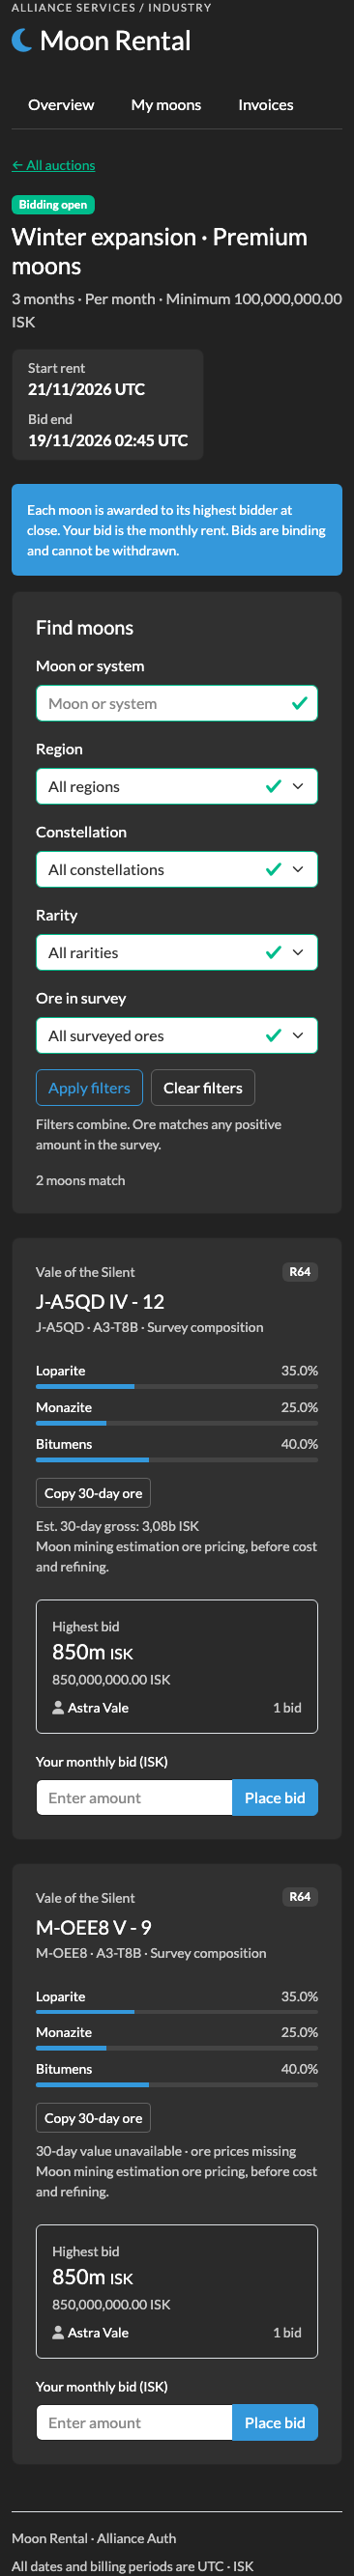 ALLIANCE SERVICES / INDUSTRY
Moon Rental
Overview My moons Invoices
← All auctions
Bidding open
Winter expansion · Premium
moons
3 months · Per month · Minimum 100,000,000.00
ISK
Start rent
21/11/2026 UTC
Bid end
19/11/2026 02:45 UTC
Each moon is awarded to its highest bidder at
close. Your bid is the monthly rent. Bids are binding
and cannot be withdrawn.
Find moons
Moon or system
Moon or system
Region
All regions
Constellation
All constellations
Rarity
All rarities
Ore in survey
All surveyed ores
Apply filters Clear filters
Filters combine. Ore matches any positive
amount in the survey.
2 moons match
Vale of the Silent R64
J-A5QD IV - 12
J-A5QD · A3-T8B · Survey composition
Loparite 35.0%
Monazite 25.0%
Bitumens 40.0%
Copy 30-day ore
Est. 30-day gross: 3,08b ISK
Moon mining estimation ore pricing, before cost
and refining.
Highest bid
850m ISK
850,000,000.00 ISK
Astra Vale 1 bid
Your monthly bid (ISK)
Enter amount Place bid
Vale of the Silent R64
M-OEE8 V - 9
M-OEE8 · A3-T8B · Survey composition
Loparite 35.0%
Monazite 25.0%
Bitumens 40.0%
Copy 30-day ore
30-day value unavailable · ore prices missing
Moon mining estimation ore pricing, before cost
and refining.
Highest bid
850m ISK
850,000,000.00 ISK
Astra Vale 1 bid
Your monthly bid (ISK)
Enter amount Place bid
Moon Rental · Alliance Auth
All dates and billing periods are UTC · ISK